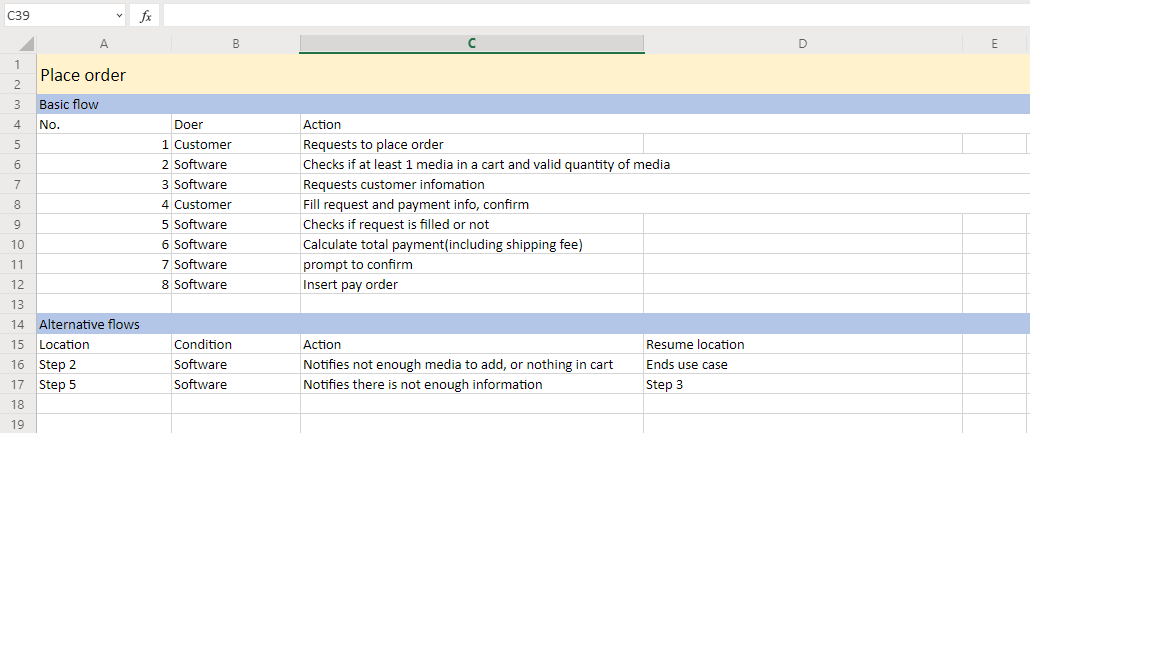 C39 fx
A B C D E
1
Place order
2
3 Basic flow
4 No. Doer Action
5 1 Customer Requests to place order
6 2 Software Checks if at least 1 media in a cart and valid quantity of media
7 3 Software Requests customer infomation
8 4 Customer Fill request and payment info, confirm
9 5 Software Checks if request is filled or not
10 6 Software Calculate total payment(including shipping fee)
11 7 Software prompt to confirm
12 8 Software Insert pay order
13
14 Alternative flows
15 Location Condition Action Resume location
16 Step 2 Software Notifies not enough media to add, or nothing in cart Ends use case
17 Step 5 Software Notifies there is not enough information Step 3
18
19